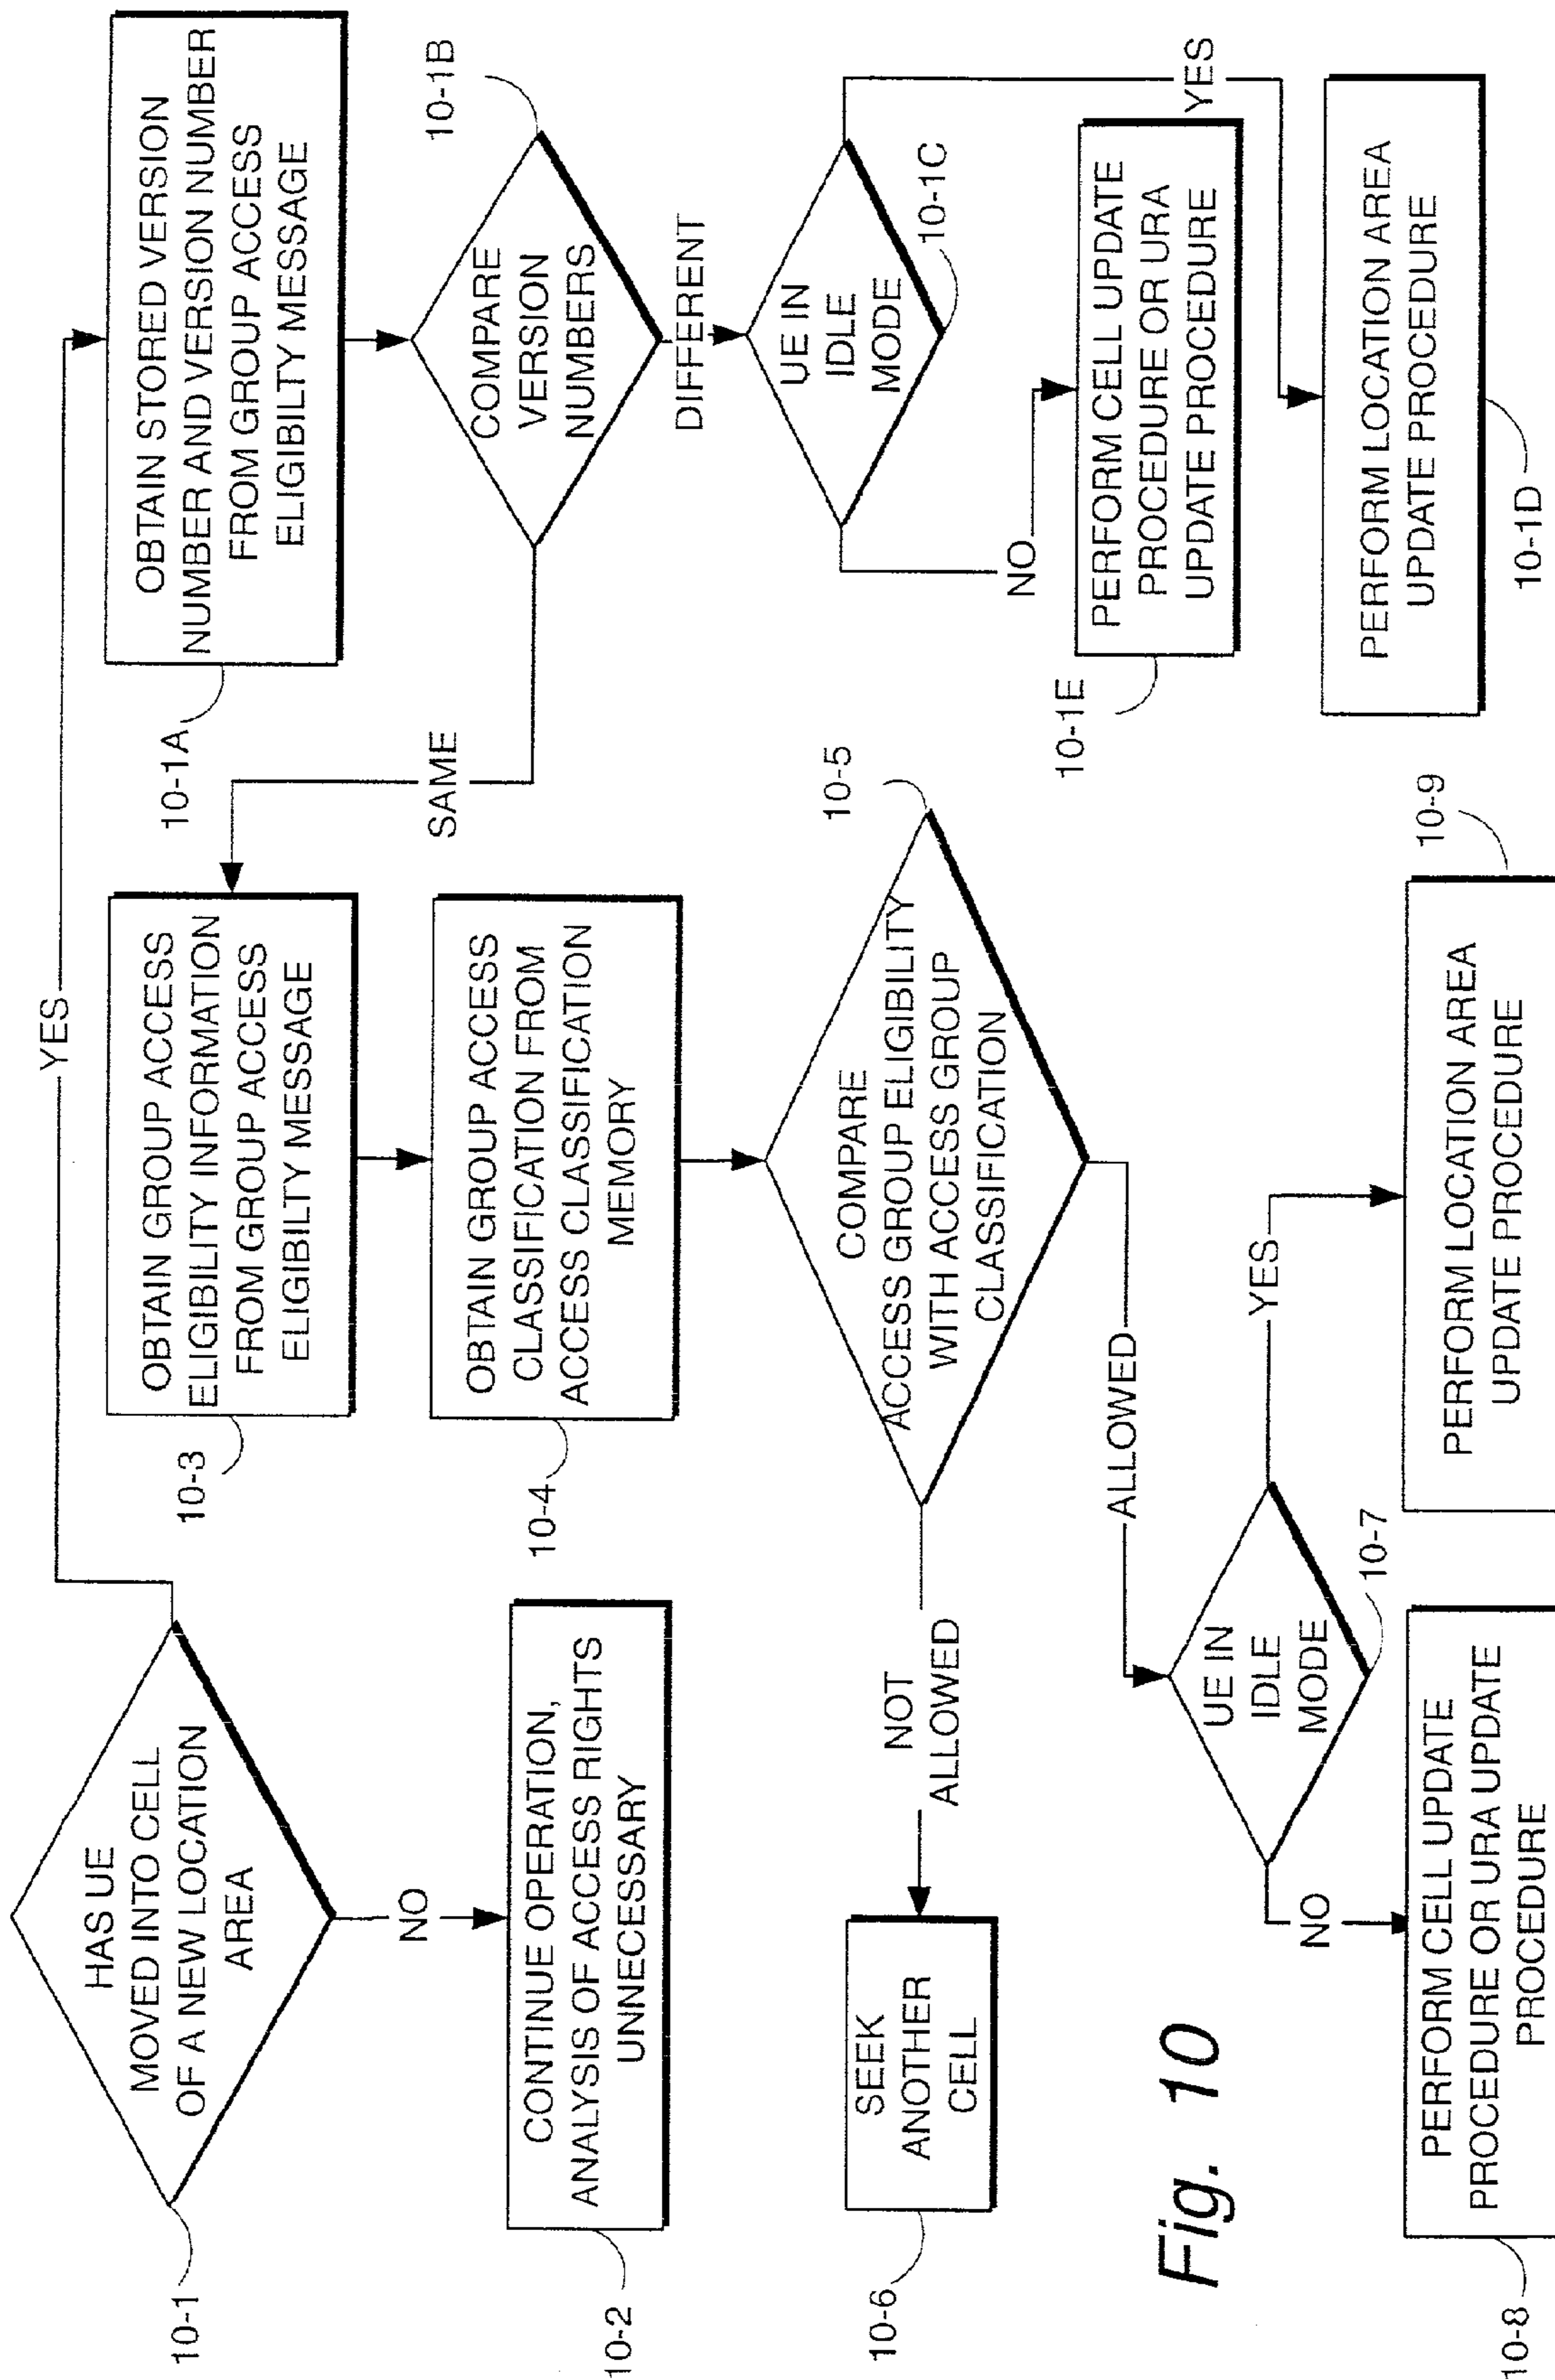 HAS UE
MOVED INTO CELL
OF A NEW LOCATION
AREA
10-1
YES
NO
CONTINUE OPERATION,
ANALYSIS OF ACCESS RIGHTS
UNNECESSARY
10-2
OBTAIN STORED VERSION
NUMBER AND VERSION NUMBER
FROM GROUP ACCESS
ELIGIBILTY MESSAGE
10-1A
COMPARE
VERSION
NUMBERS
10-1B
SAME
DIFFERENT
UE IN
IDLE
MODE
10-1C
NO
YES
PERFORM CELL UPDATE
PROCEDURE OR URA
UPDATE PROCEDURE
10-1E
PERFORM LOCATION AREA
UPDATE PROCEDURE
10-1D
OBTAIN GROUP ACCESS
ELIGIBILITY INFORMATION
FROM GROUP ACCESS
ELIGIBILTY MESSAGE
10-3
OBTAIN GROUP ACCESS
CLASSIFICATION FROM
ACCESS CLASSIFICATION
MEMORY
10-4
COMPARE
ACCESS GROUP ELIGIBILITY
WITH ACCESS GROUP
CLASSIFICATION
10-5
NOT
ALLOWED
ALLOWED
SEEK
ANOTHER
CELL
10-6
UE IN
IDLE
MODE
10-7
NO
YES
PERFORM CELL UPDATE
PROCEDURE OR URA UPDATE
PROCEDURE
10-8
PERFORM LOCATION AREA
UPDATE PROCEDURE
10-9
Fig. 10